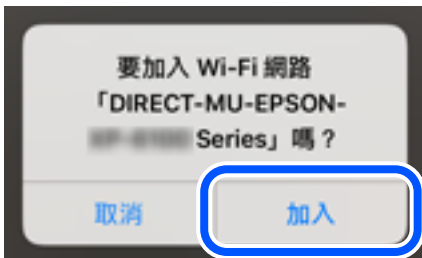 要加入 Wi-Fi 網路
「DIRECT-MU-EPSON-
Series」嗎？
取消
加入